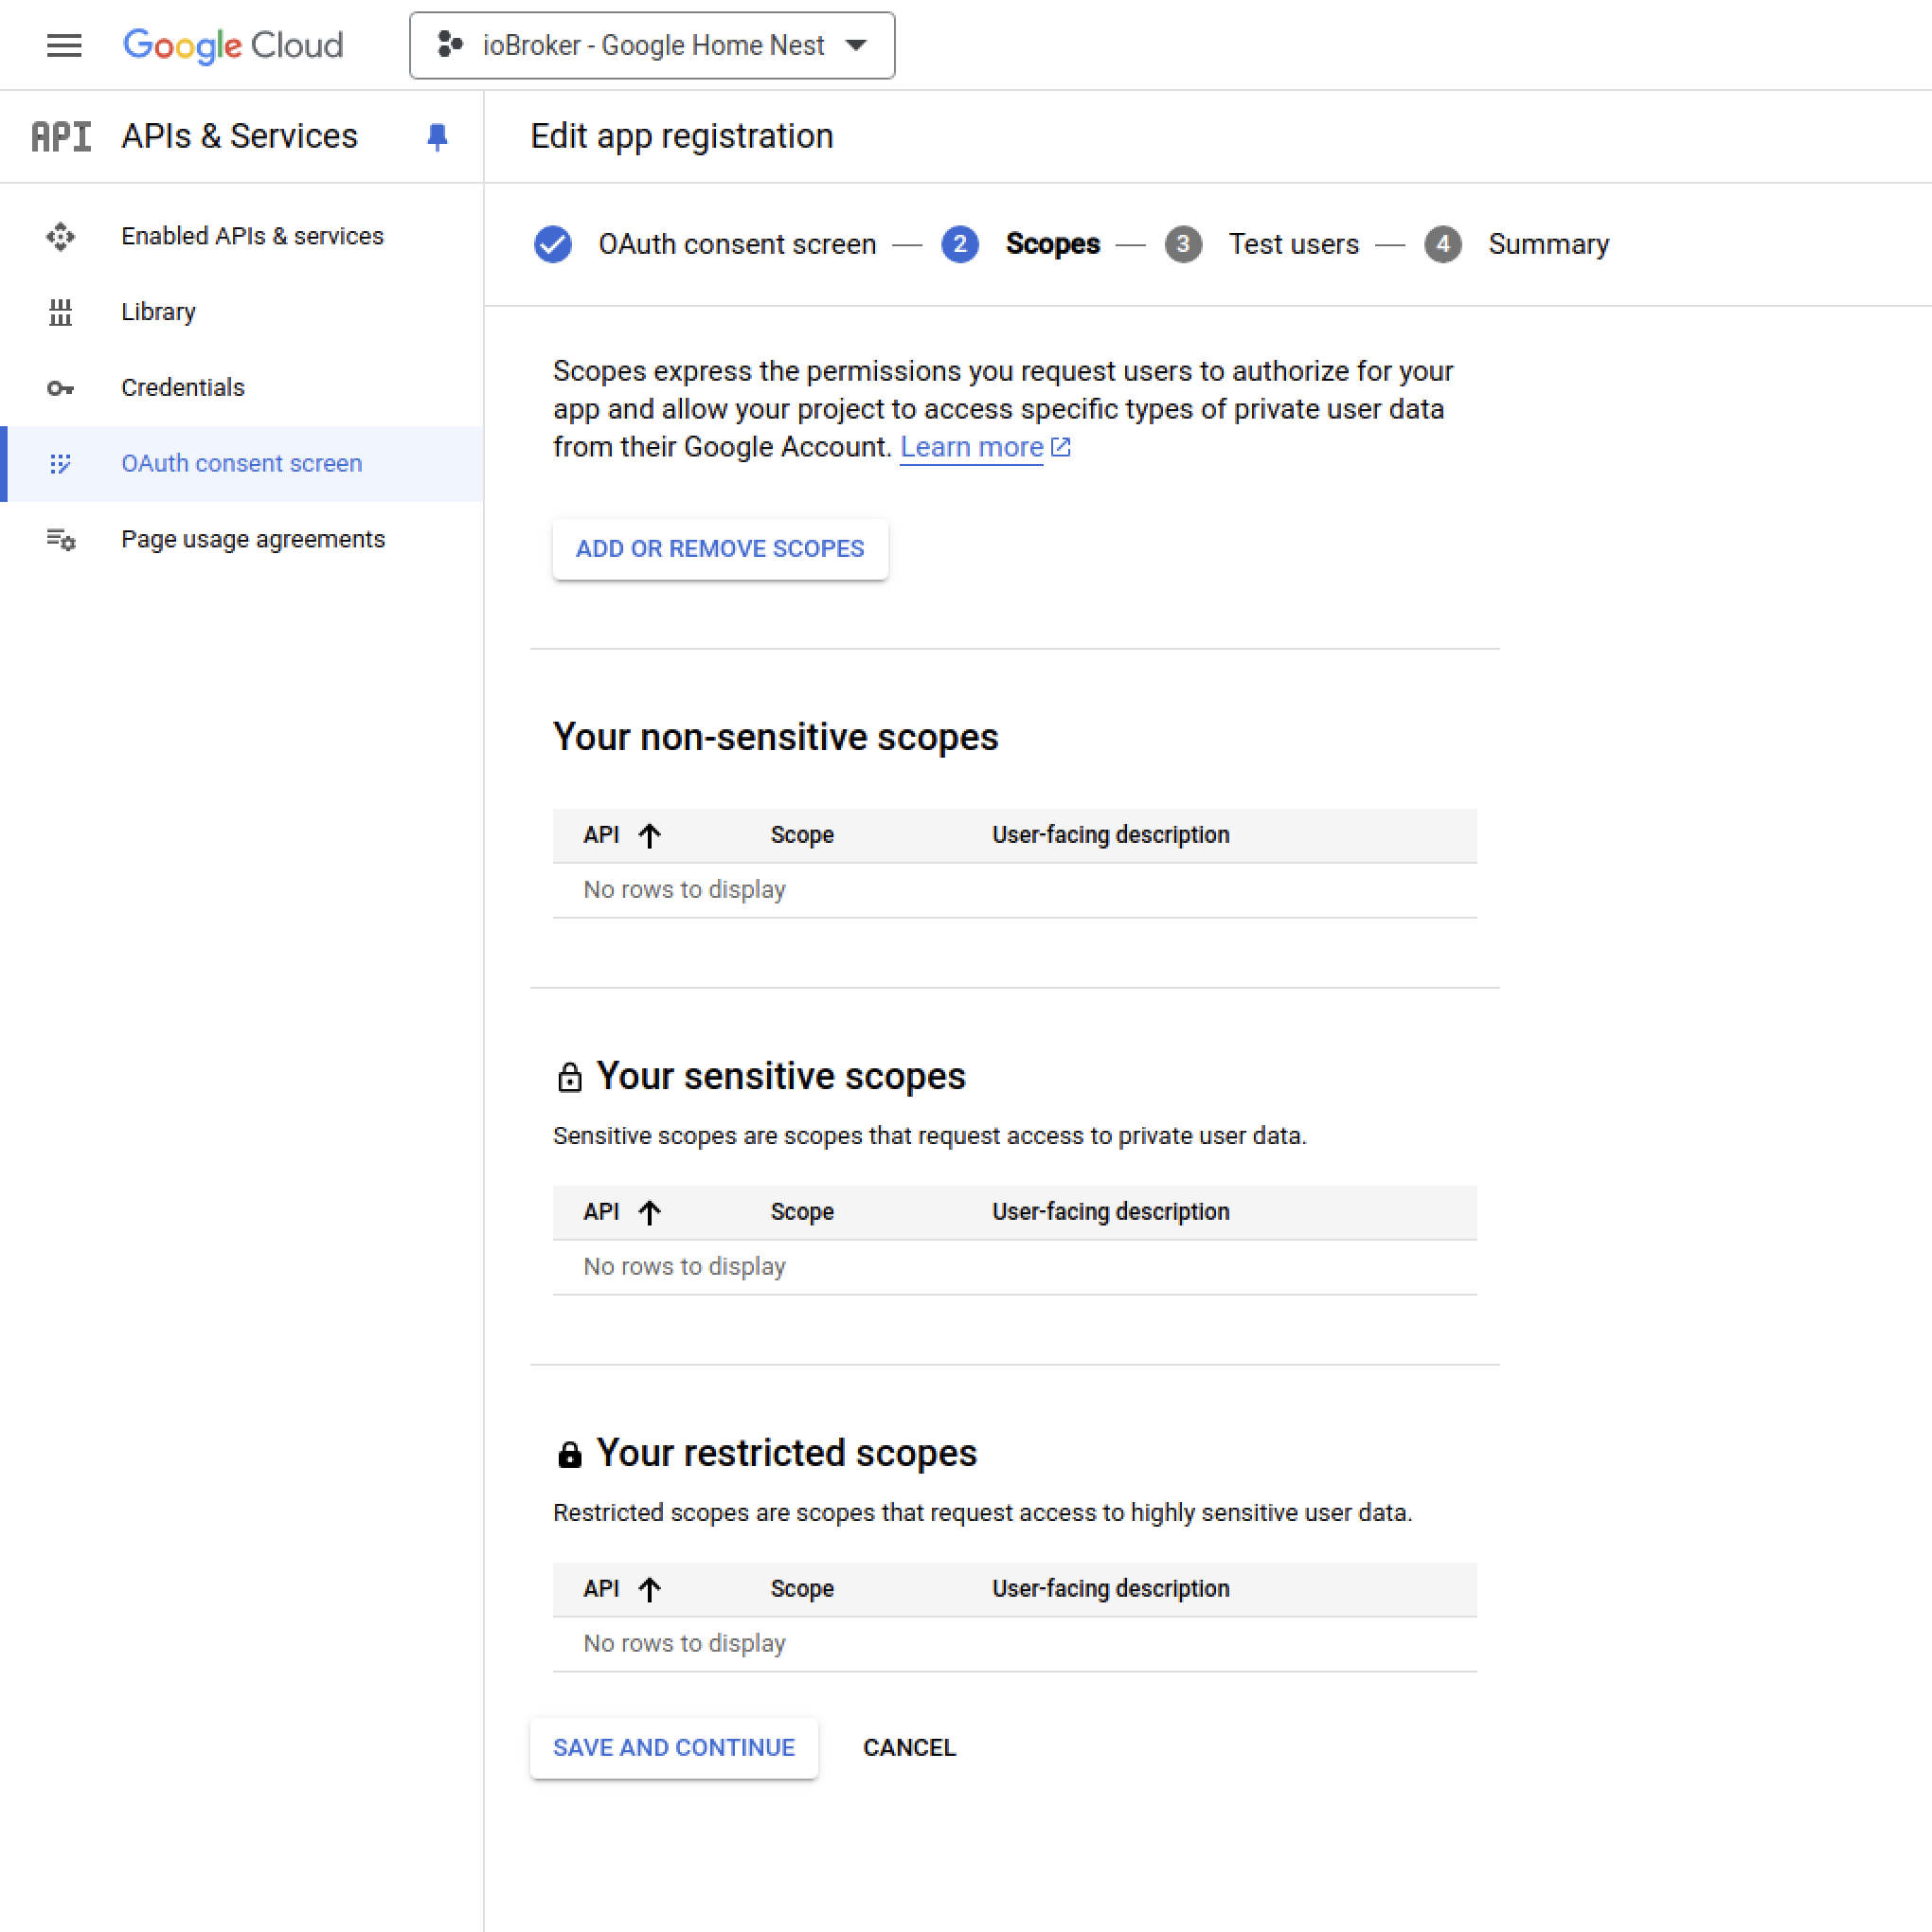 Google Cloud
ioBroker - Google Home Nest
API APIs & Services
Edit app registration
Enabled APIs & services
Library
Credentials
OAuth consent screen
Page usage agreements
OAuth consent screen — 2 Scopes — 3 Test users — 4 Summary
Scopes express the permissions you request users to authorize for your
app and allow your project to access specific types of private user data
from their Google Account. Learn more
ADD OR REMOVE SCOPES
Your non-sensitive scopes
API Scope User-facing description
No rows to display
Your sensitive scopes
Sensitive scopes are scopes that request access to private user data.
API Scope User-facing description
No rows to display
Your restricted scopes
Restricted scopes are scopes that request access to highly sensitive user data.
API Scope User-facing description
No rows to display
SAVE AND CONTINUE CANCEL